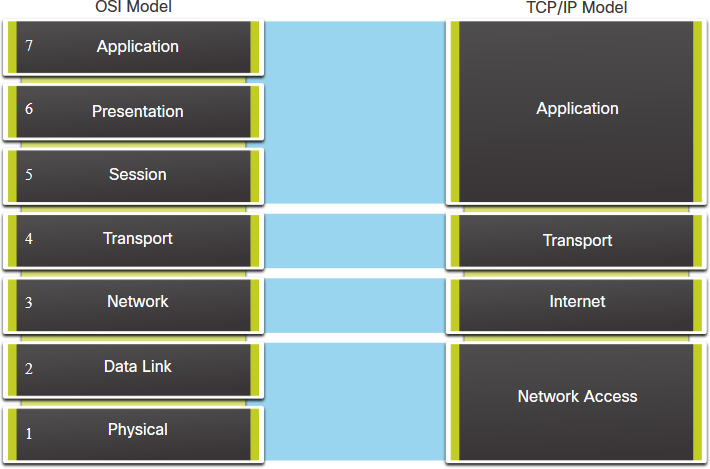 OSI Model
TCP/IP Model
7 Application
6 Presentation
5 Session
4 Transport
3 Network
2 Data Link
1 Physical
Application
Transport
Internet
Network Access